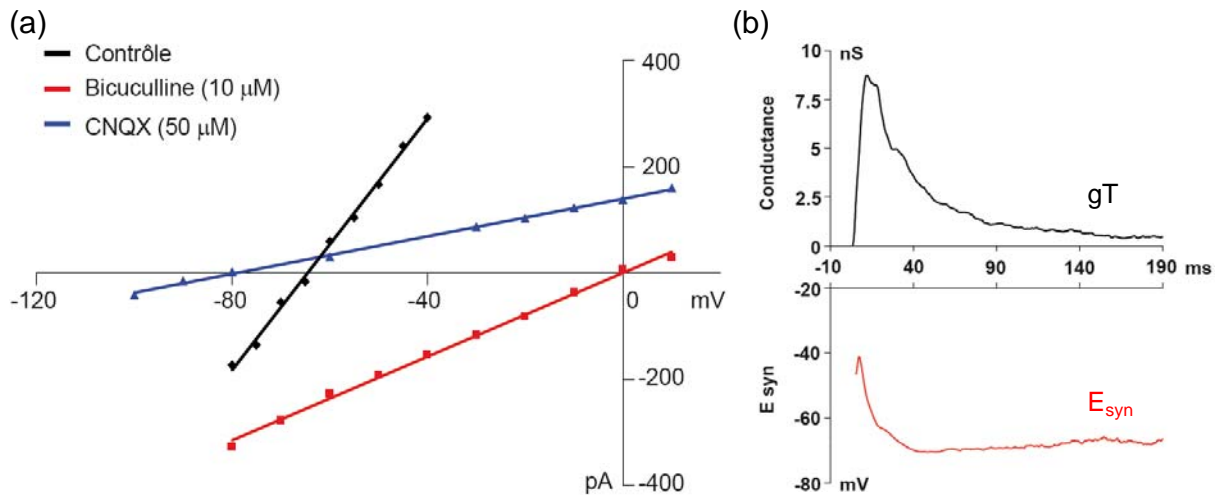 (a)
Contrôle
Bicuculline (10 µM)
CNQX (50 µM)
400
200
-120
-80
-40
0
mV
-200
pA
-400
(b)
10
nS
7.5
5
2.5
0
Conductance
gT
-10
40
90
140
190
ms
-20
-40
-60
-80
E syn
mV
Esyn